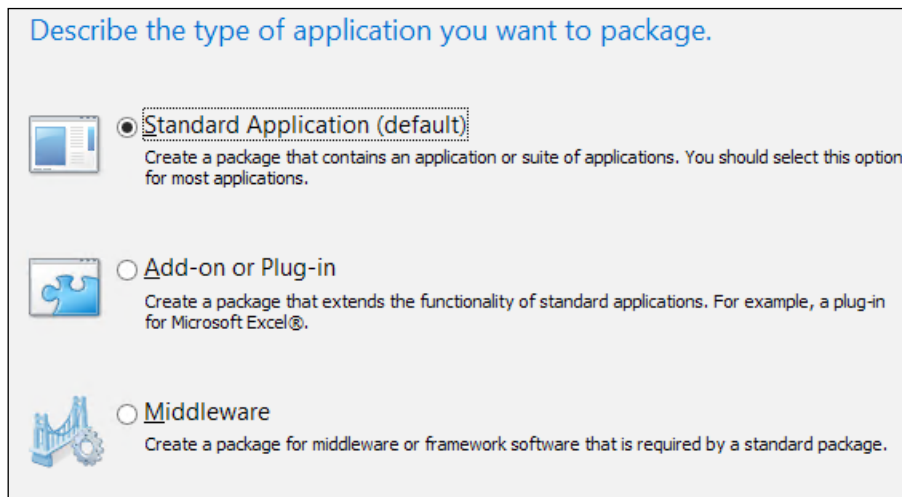 Describe the type of application you want to package.
Standard Application (default)
Create a package that contains an application or suite of applications. You should select this option
for most applications.
Add-on or Plug-in
Create a package that extends the functionality of standard applications. For example, a plug-in
for Microsoft Excel®.
Middleware
Create a package for middleware or framework software that is required by a standard package.